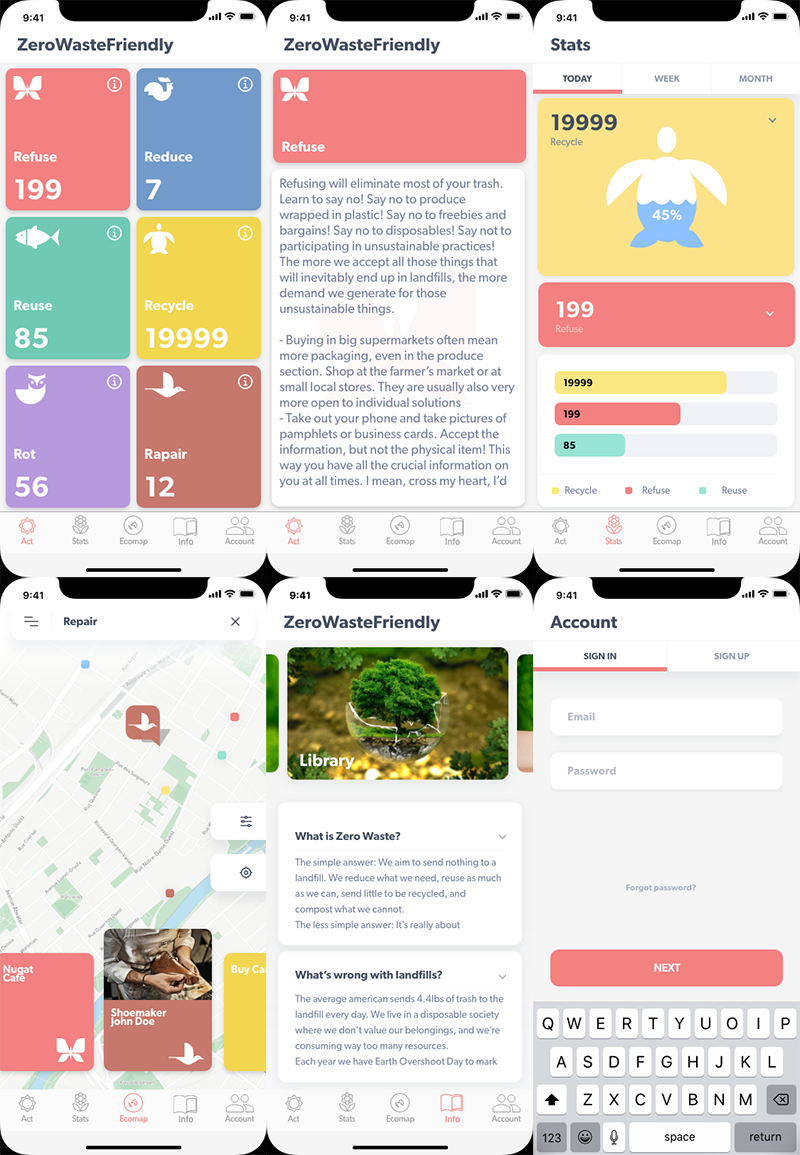 9:41
ZeroWasteFriendly
Refuse
199
Reduce
7
Reuse
85
Recycle
19999
Rot
56
Rapair
12
Act
Stats
Ecomap
Info
Account
9:41
ZeroWasteFriendly
Refuse
Refusing will eliminate most of your trash.
Learn to say no! Say no to produce
wrapped in plastic! Say no to freebies and
bargains! Say no to disposables! Say not to
participating in unsustainable practices!
The more we accept all those things that
will inevitably end up in landfills, the more
demand we generate for those
unsustainable things.
- Buying in big supermarkets often mean
more packaging, even in the produce
section. Shop at the farmer's market or at
small local stores. They are usually also very
more open to individual solutions
- Take out your phone and take pictures of
pamphlets or business cards. Accept the
information, but not the physical item! This
way you have all the crucial information on
you at all times. I mean, cross my heart, I'd
Act
Stats
Ecomap
Info
Account
9:41
Stats
TODAY
WEEK
MONTH
19999
Recycle
45%
199
Refuse
19999
199
85
Recycle
Refuse
Reuse
Act
Stats
Ecomap
Info
Account
9:41
Repair
Nugat
Café
Shoemaker
John Doe
Buy Ca
Act
Stats
Ecomap
Info
Account
9:41
ZeroWasteFriendly
Library
What is Zero Waste?
The simple answer: We aim to send nothing to a
landfill. We reduce what we need, reuse as much
as we can, send little to be recycled, and
compost what we cannot.
The less simple answer: It's really about
What's wrong with landfills?
The average american sends 4.4lbs of trash to the
landfill every day. We live in a disposable society
where we don't value our belongings, and we're
consuming way too many resources.
Each year we have Earth Overshoot Day to mark
Act
Stats
Ecomap
Info
Account
9:41
Account
SIGN IN
SIGN UP
Email
Password
Forgot password?
NEXT
Q W E R T Y U O I P
A S D F G H J K L
Z X C V B N M
123
space
return